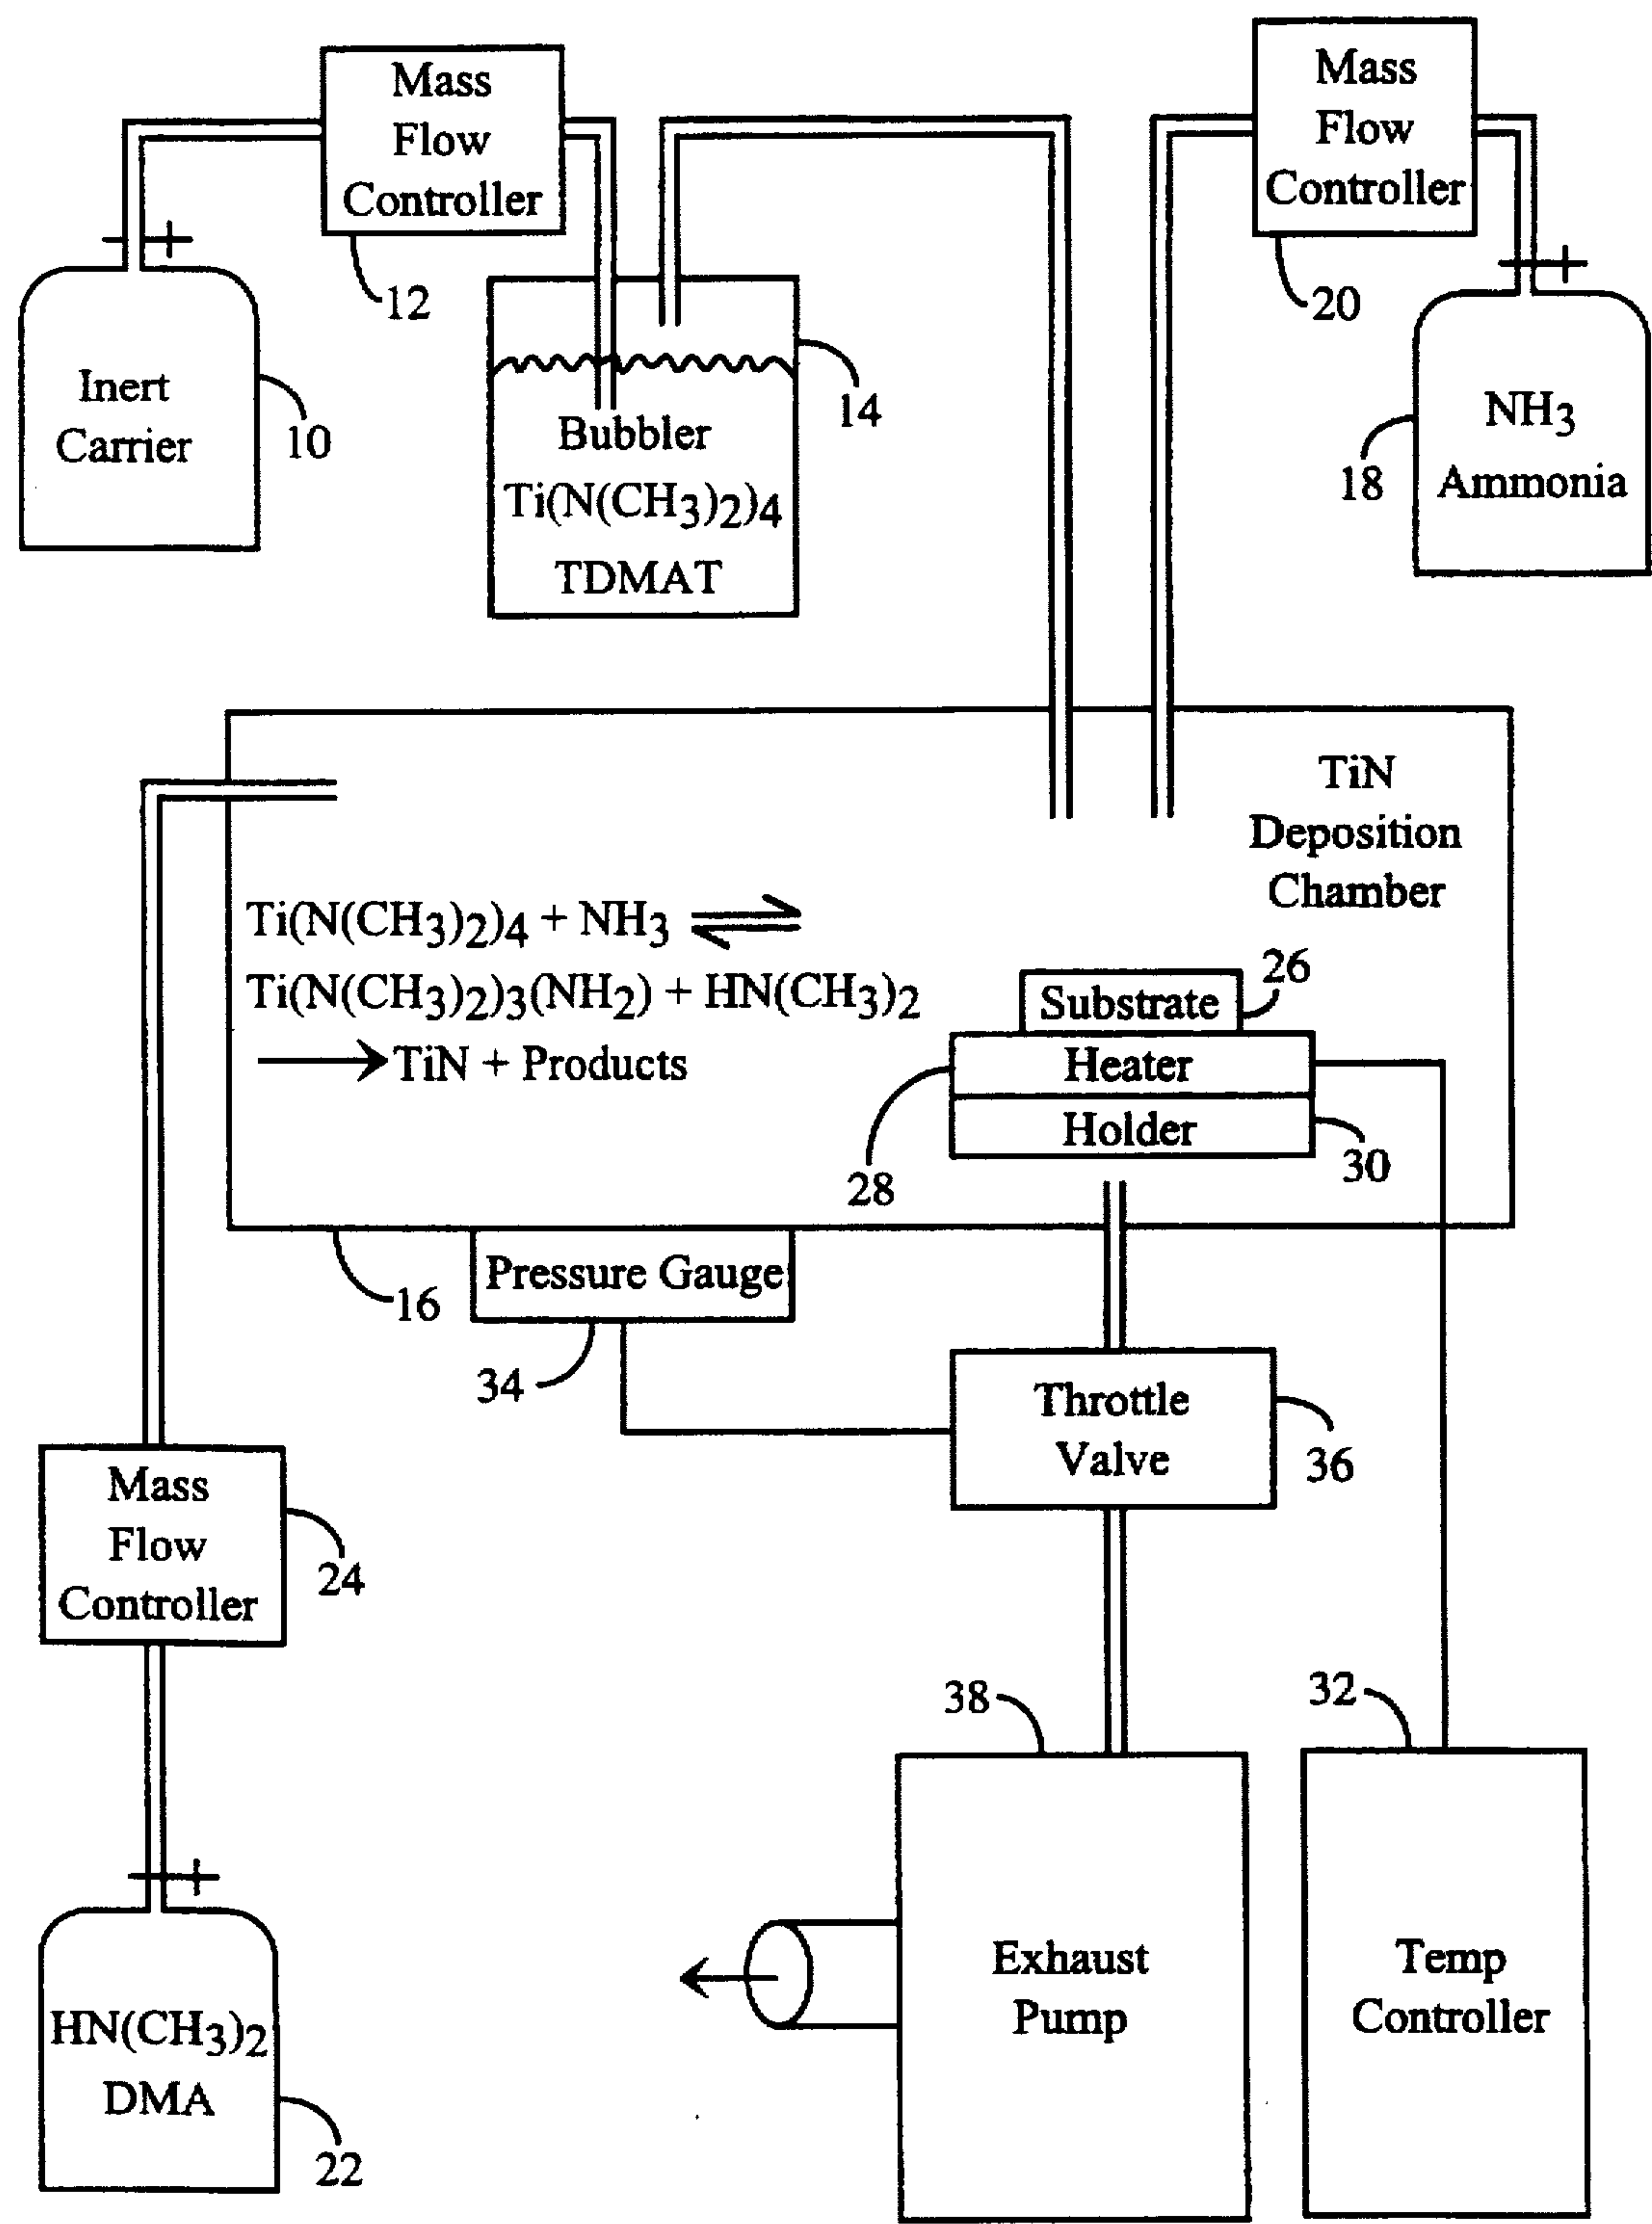 Mass
Flow
Controller
12
Mass
Flow
Controller
20
Inert
Carrier
10
Bubbler
Ti(N(CH3)2)4
TDMAT
14
NH3
Ammonia
18
TiN
Deposition
Chamber
Ti(N(CH3)2)4 + NH3 ⇌
Ti(N(CH3)2)3(NH2) + HN(CH3)2
→ TiN + Products
Substrate
26
Heater
28
Holder
30
16
Pressure Gauge
34
Throttle
Valve
36
Mass
Flow
Controller
24
38
32
Exhaust
Pump
Temp
Controller
HN(CH3)2
DMA
22